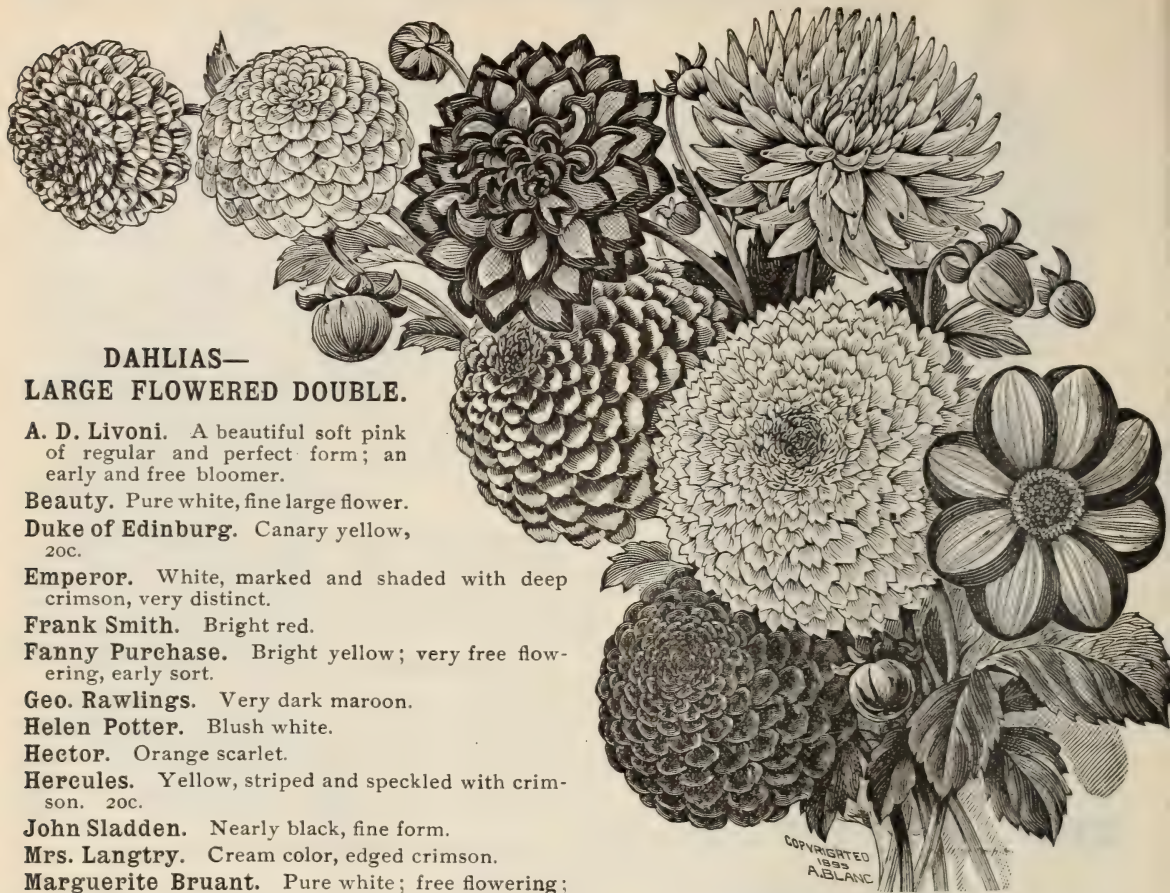 DAHLIAS—
LARGE FLOWERED DOUBLE.
A. D. Livoni. A beautiful soft pink
of regular and perfect form; an
early and free bloomer.
Beauty. Pure white, fine large flower.
Duke of Edinburg. Canary yellow,
20c.
Emperor. White, marked and shaded with deep
crimson, very distinct.
Frank Smith. Bright red.
Fanny Purchase. Bright yellow; very free flow-
ering, early sort.
Geo. Rawlings. Very dark maroon.
Helen Potter. Blush white.
Hector. Orange scarlet.
Hercules. Yellow, striped and speckled with crim-
son. 20c.
John Sladden. Nearly black, fine form.
Mrs. Langtry. Cream color, edged crimson.
Marguerite Bruant. Pure white; free flowering;
COPYRIGHTED
1895
A. BLANC